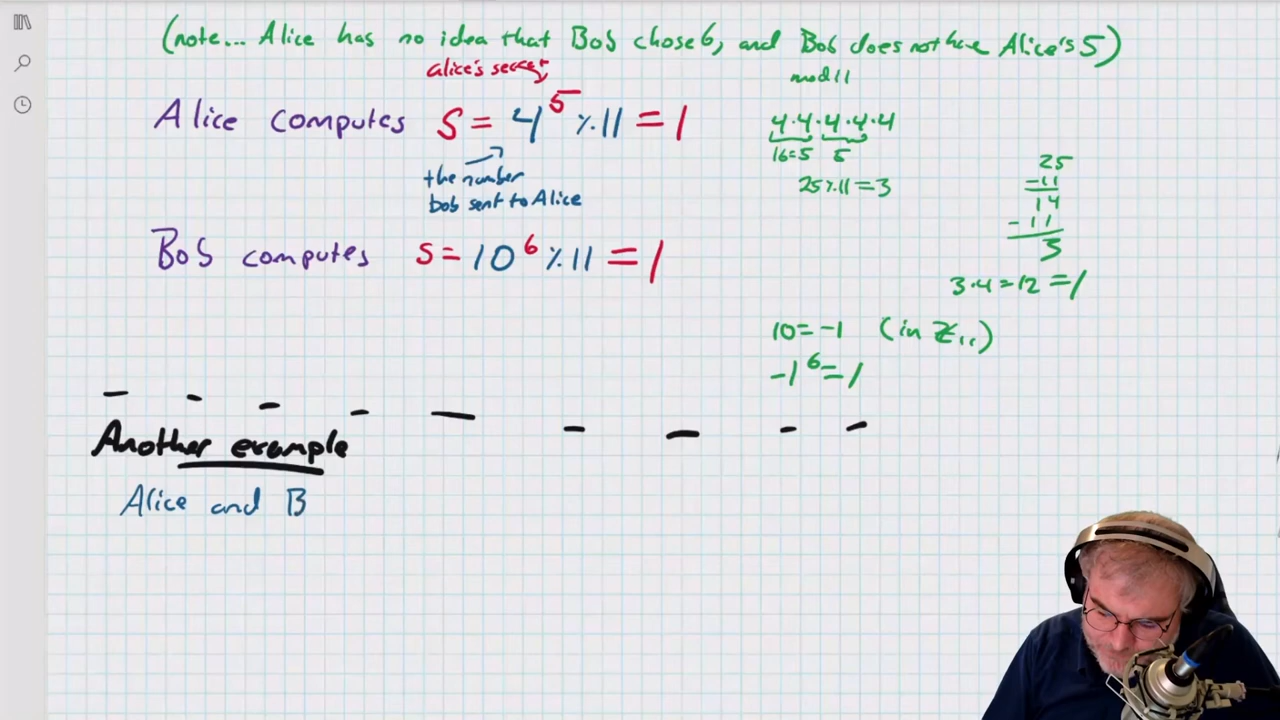 (note... Alice has no idea that Bob chose 6, and Bob does not have Alice's 5)
alice's secret
mod 11
Alice computes S = 4^5 % 11 = 1
4·4·4·4·4
16=5 5
the number
bob sent to Alice
25%11=3
25
-11
14
-11
3
3·4=12=1
Bob computes S = 10^6 % 11 = 1
10=-1 (in ℤ₁₁)
-1^6=1
Another example
Alice and B